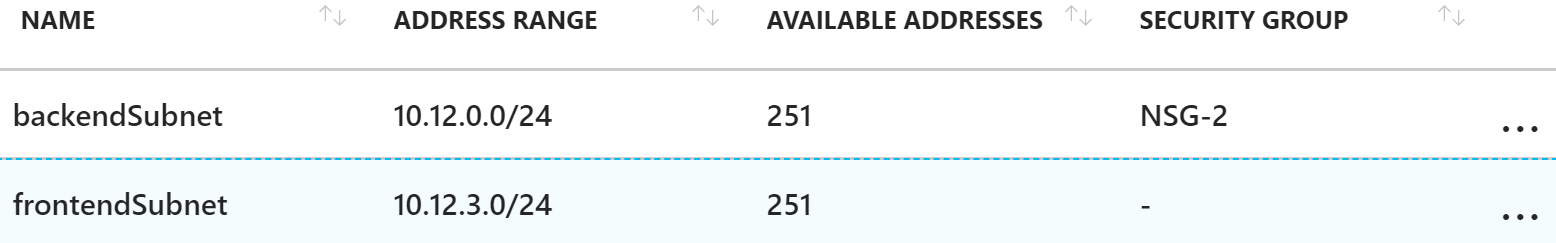 NAME ADDRESS RANGE AVAILABLE ADDRESSES SECURITY GROUP
backendSubnet 10.12.0.0/24 251 NSG-2 ...
frontendSubnet 10.12.3.0/24 251 - ...